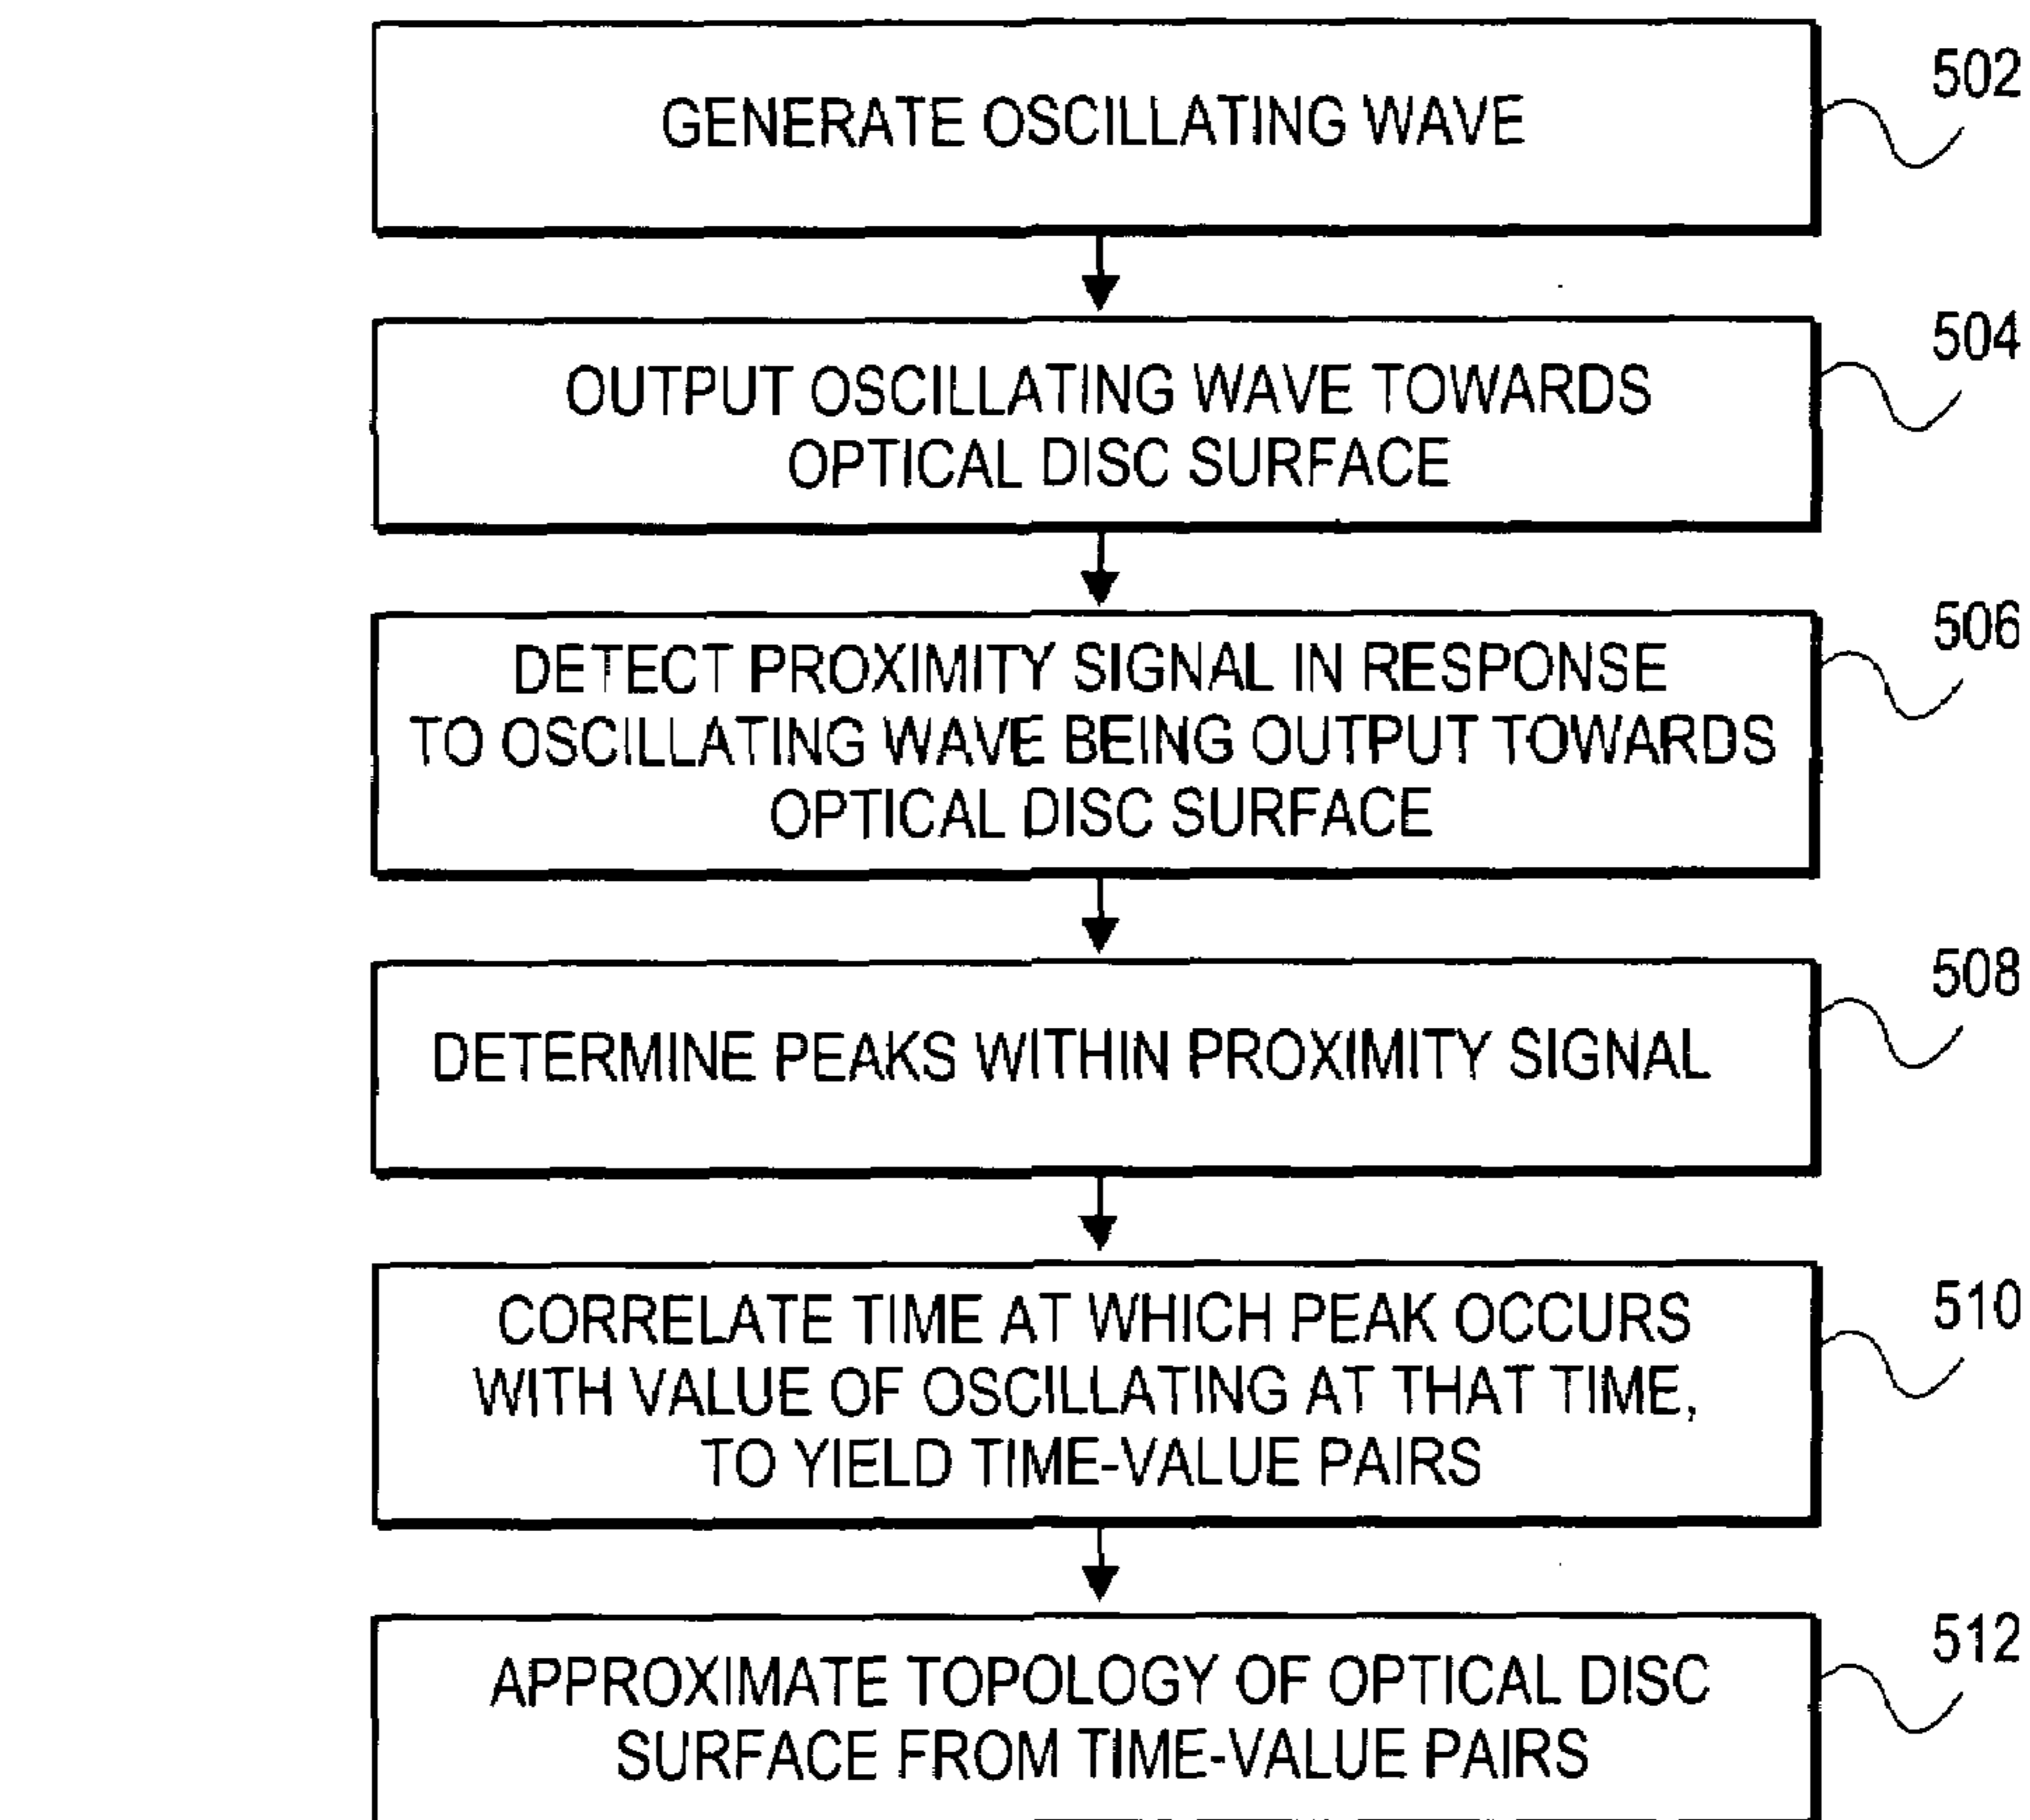 502
GENERATE OSCILLATING WAVE
504
OUTPUT OSCILLATING WAVE TOWARDS
OPTICAL DISC SURFACE
506
DETECT PROXIMITY SIGNAL IN RESPONSE
TO OSCILLATING WAVE BEING OUTPUT TOWARDS
OPTICAL DISC SURFACE
508
DETERMINE PEAKS WITHIN PROXIMITY SIGNAL
510
CORRELATE TIME AT WHICH PEAK OCCURS
WITH VALUE OF OSCILLATING AT THAT TIME,
TO YIELD TIME-VALUE PAIRS
512
APPROXIMATE TOPOLOGY OF OPTICAL DISC
SURFACE FROM TIME-VALUE PAIRS